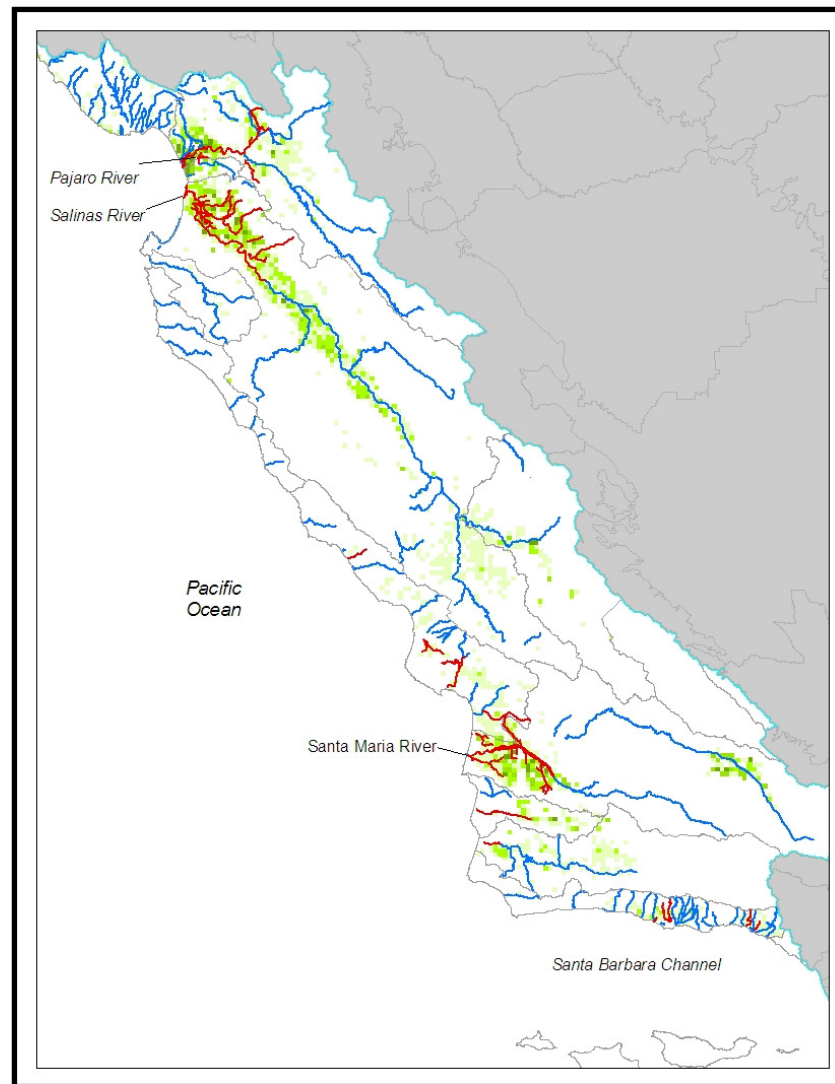 Pajaro River
Salinas River
Pacific
Ocean
Santa Maria River
Santa Barbara Channel